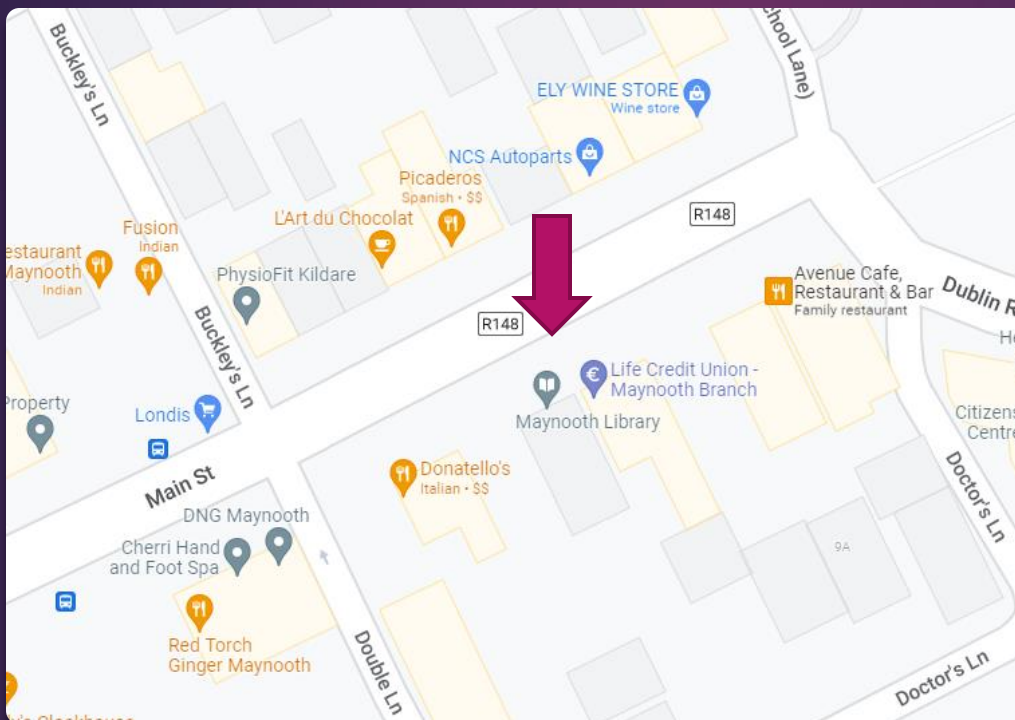 Buckley's Ln
chool Lane)
ELY WINE STORE
Wine store
NCS Autoparts
Picaderos
Spanish • $$
R148
L'Art du Chocolat
Fusion
Indian
estaurant
Maynooth
Indian
PhysioFit Kildare
Buckley's Ln
Avenue Cafe,
Restaurant & Bar
Family restaurant
Dublin R
R148
Life Credit Union -
Maynooth Branch
Maynooth Library
Property
Londis
Citizens
Centre
Main St
Donatello's
Italian • $$
Doctor's Ln
DNG Maynooth
Cherri Hand
and Foot Spa
9A
Red Torch
Ginger Maynooth
Double Ln
Doctor's Ln